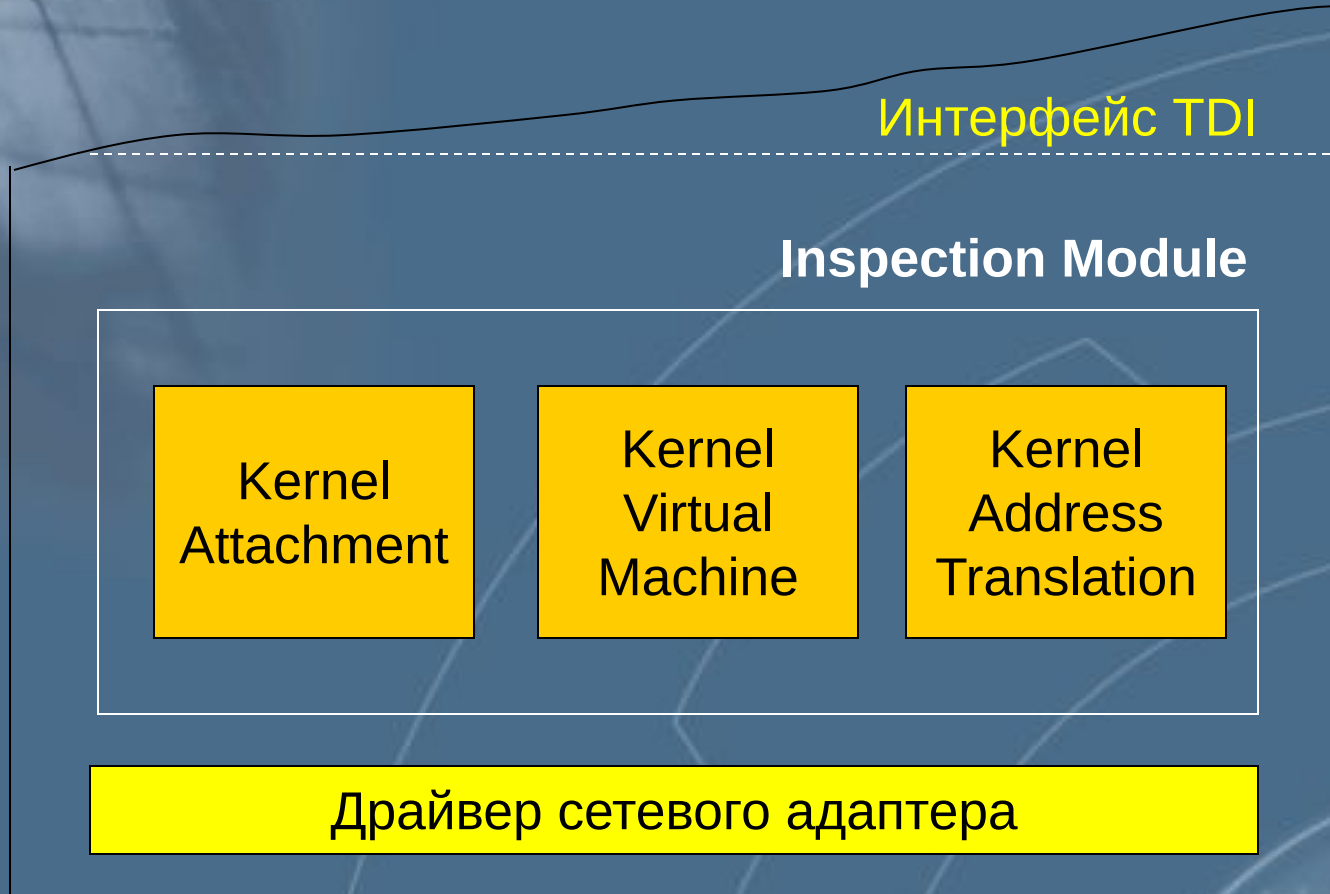 Интерфейс TDI
Inspection Module
Kernel
Attachment
Kernel
Virtual
Machine
Kernel
Address
Translation
Драйвер сетевого адаптера